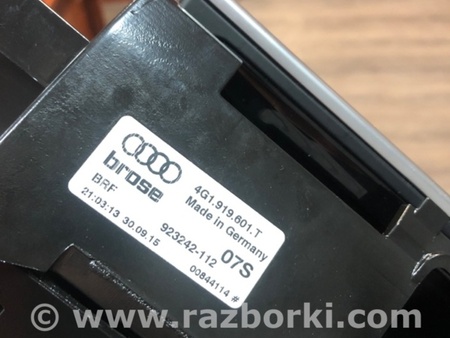 brose
4G1.919.601.T
Made in Germany
BRF
21:03:13 30.09.15
923242-112
07S
00844114 #
© www.razborki.com